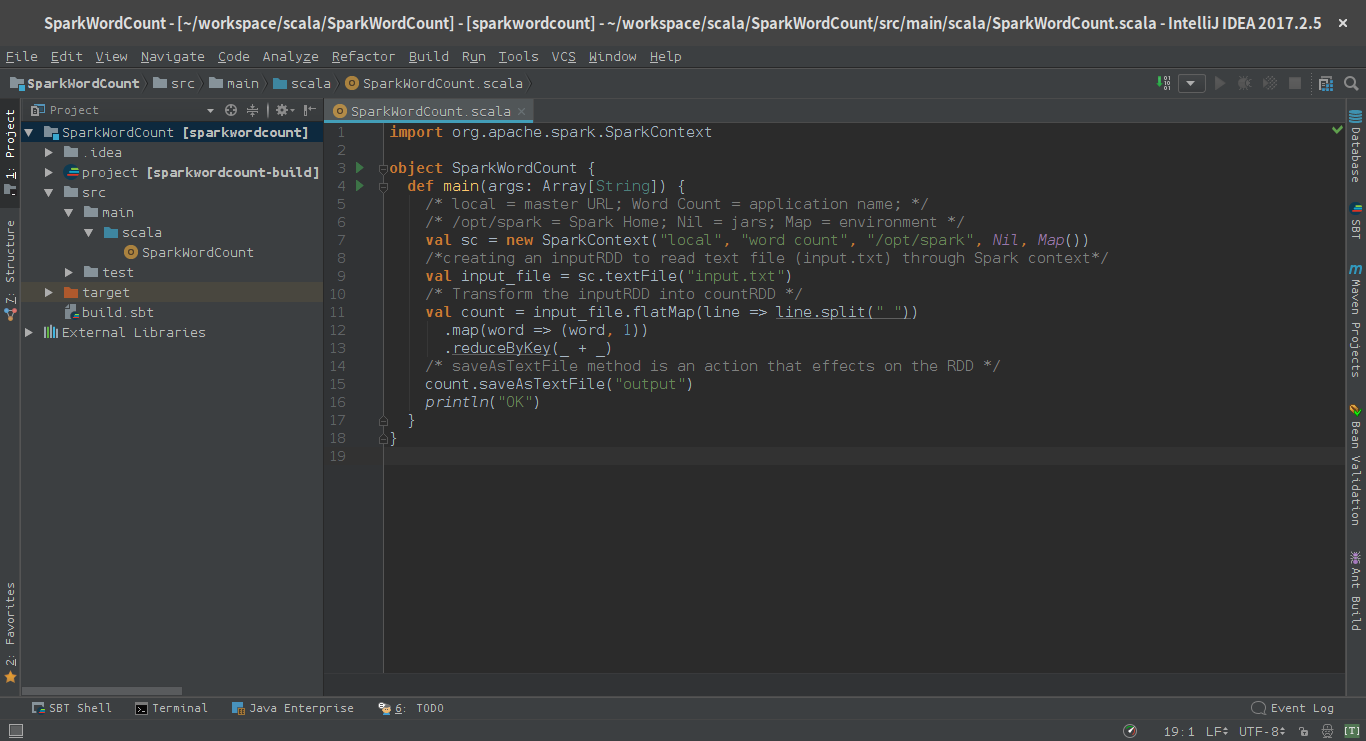 SparkWordCount - [~/workspace/scala/SparkWordCount] - [sparkwordcount] - ~/workspace/scala/SparkWordCount/src/main/scala/SparkWordCount.scala - IntelliJ IDEA 2017.2.5
File Edit View Navigate Code Analyze Refactor Build Run Tools VCS Window Help
SparkWordCount src main scala SparkWordCount.scala
Project
SparkWordCount.scala
1: Project
7: Structure
2: Favorites
SparkWordCount [sparkwordcount]
.idea
project [sparkwordcount-build]
src
main
scala
SparkWordCount
test
target
build.sbt
External Libraries
1 import org.apache.spark.SparkContext
2
3 object SparkWordCount {
4 def main(args: Array[String]) {
5 /* local = master URL; Word Count = application name; */
6 /* /opt/spark = Spark Home; Nil = jars; Map = environment */
7 val sc = new SparkContext("local", "word count", "/opt/spark", Nil, Map())
8 /*creating an inputRDD to read text file (input.txt) through Spark context*/
9 val input_file = sc.textFile("input.txt")
10 /* Transform the inputRDD into countRDD */
11 val count = input_file.flatMap(line => line.split(" "))
12 .map(word => (word, 1))
13 .reduceByKey(_ + _)
14 /* saveAsTextFile method is an action that effects on the RDD */
15 count.saveAsTextFile("output")
16 println("OK")
17 }
18 }
19
Database
SBT
Maven Projects
Bean Validation
Ant Build
SBT Shell Terminal Java Enterprise 6: TODO Event Log
19:1 LF UTF-8 [T]